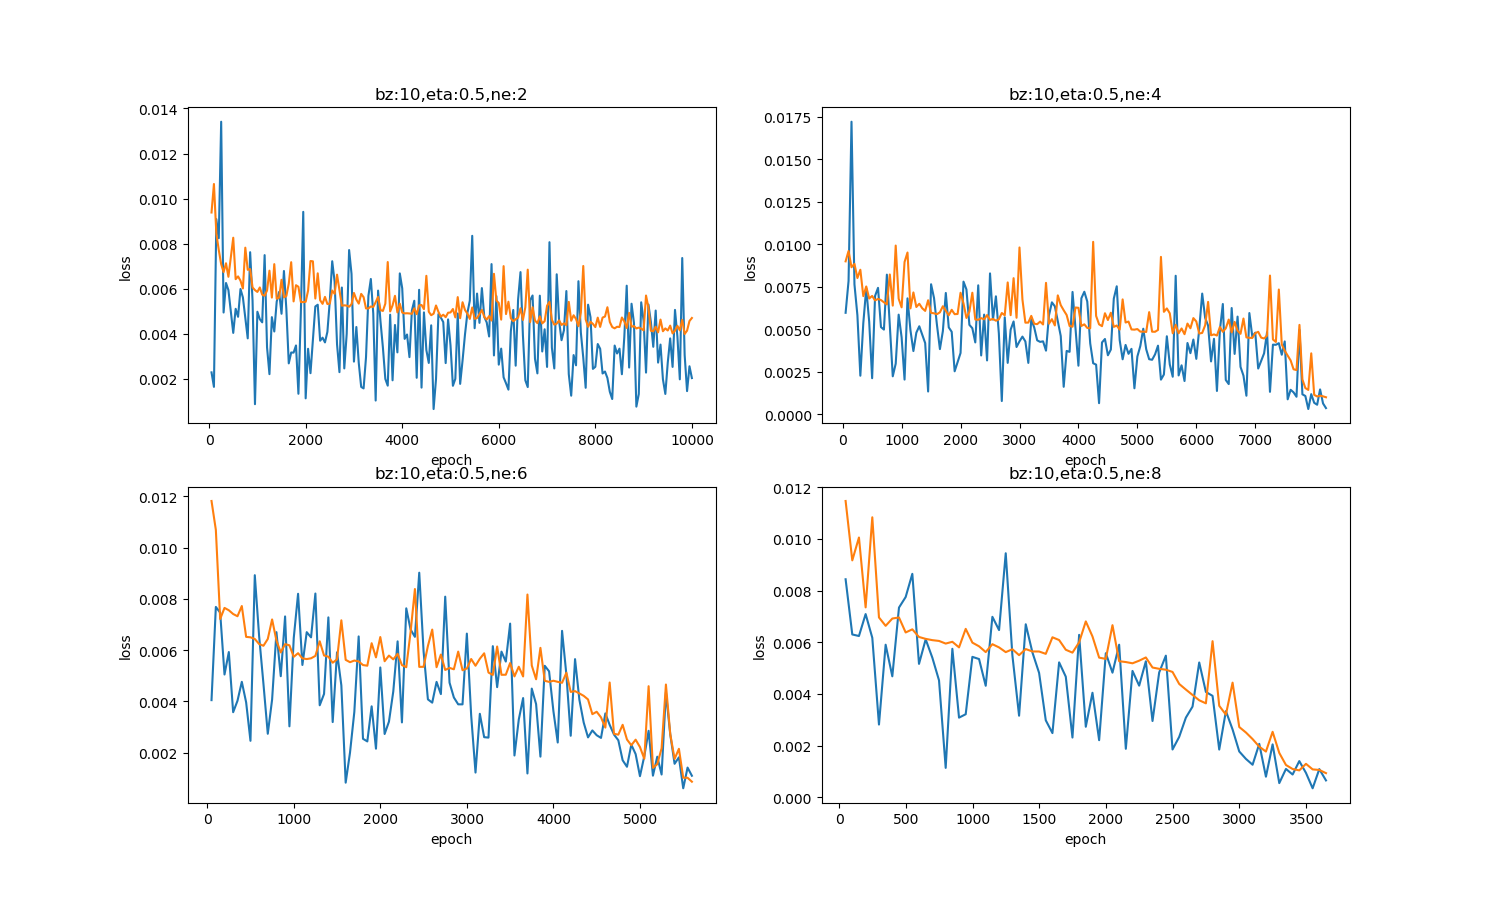 bz:10,eta:0.5,ne:2
0.014
0.012
0.010
0.008
0.006
0.004
0.002
loss
0 2000 4000 6000 8000 10000
epoch
bz:10,eta:0.5,ne:4
0.0175
0.0150
0.0125
0.0100
0.0075
0.0050
0.0025
0.0000
loss
0 1000 2000 3000 4000 5000 6000 7000 8000
epoch
bz:10,eta:0.5,ne:6
0.012
0.010
0.008
0.006
0.004
0.002
loss
0 1000 2000 3000 4000 5000
epoch
bz:10,eta:0.5,ne:8
0.012
0.010
0.008
0.006
0.004
0.002
0.000
loss
0 500 1000 1500 2000 2500 3000 3500
epoch